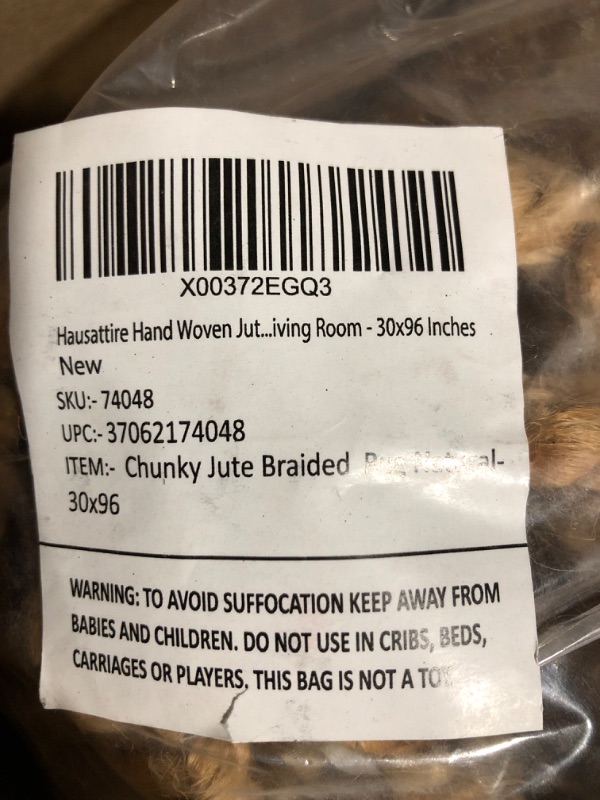 X00372EGQ3
Hausattire Hand Woven Jut...iving Room - 30x96 Inches
New
SKU:- 74048
UPC:- 37062174048
ITEM:- Chunky Jute Braided Rug Natural-
30x96
WARNING: TO AVOID SUFFOCATION KEEP AWAY FROM
BABIES AND CHILDREN. DO NOT USE IN CRIBS, BEDS,
CARRIAGES OR PLAYERS. THIS BAG IS NOT A TOY